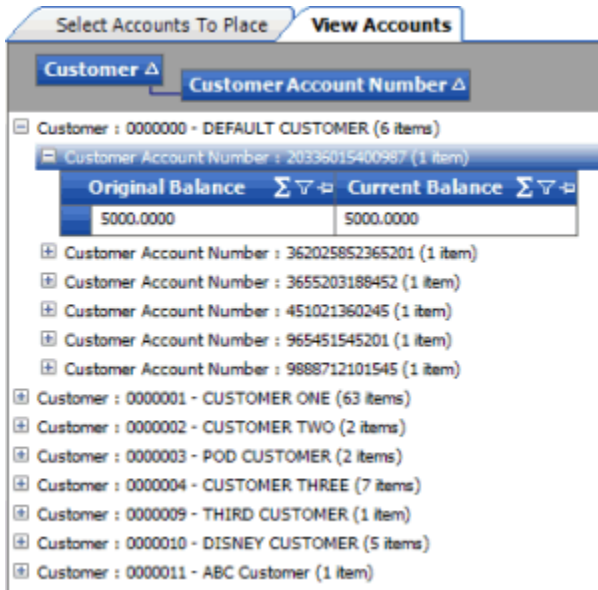 Select Accounts To Place View Accounts
Customer
Customer Account Number
Customer : 0000000 - DEFAULT CUSTOMER (6 items)
Customer Account Number : 20336015400987 (1 item)
Original Balance Current Balance
5000.0000 5000.0000
Customer Account Number : 362025852365201 (1 item)
Customer Account Number : 3655203188452 (1 item)
Customer Account Number : 451021360245 (1 item)
Customer Account Number : 965451545201 (1 item)
Customer Account Number : 9888712101545 (1 item)
Customer : 0000001 - CUSTOMER ONE (63 items)
Customer : 0000002 - CUSTOMER TWO (2 items)
Customer : 0000003 - POD CUSTOMER (2 items)
Customer : 0000004 - CUSTOMER THREE (7 items)
Customer : 0000009 - THIRD CUSTOMER (1 item)
Customer : 0000010 - DISNEY CUSTOMER (5 items)
Customer : 0000011 - ABC Customer (1 item)